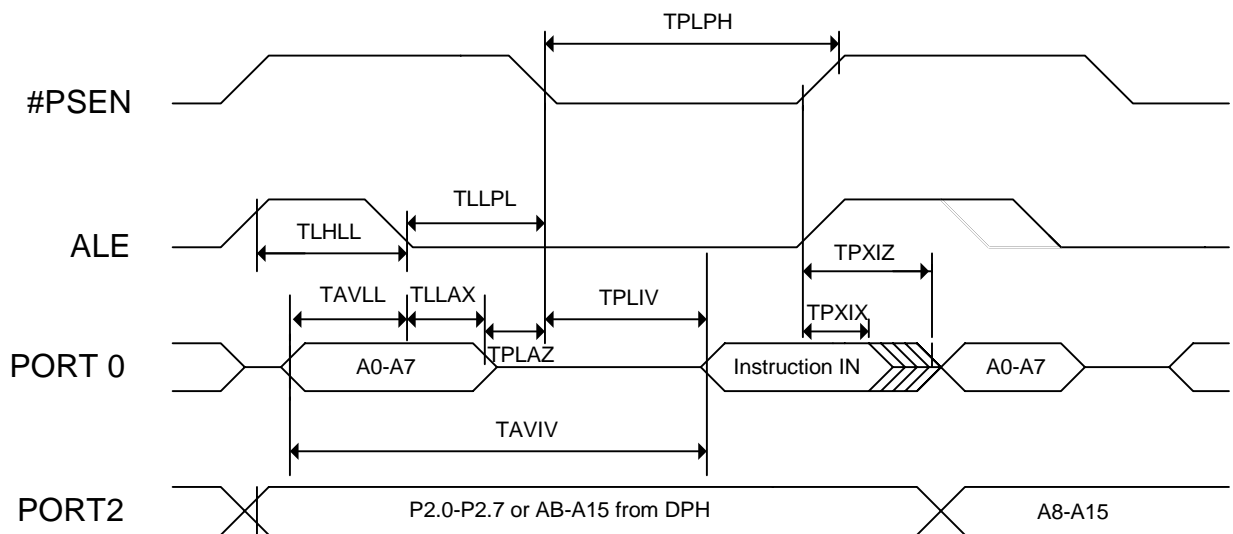 TPLPH
#PSEN
TLLPL
ALE
TLHLL
TPXIZ
TAVLL
TLLAX
TPLIV
TPXIX
TPLAZ
PORT 0
A0-A7
Instruction IN
A0-A7
TAVIV
PORT2
P2.0-P2.7 or AB-A15 from DPH
A8-A15